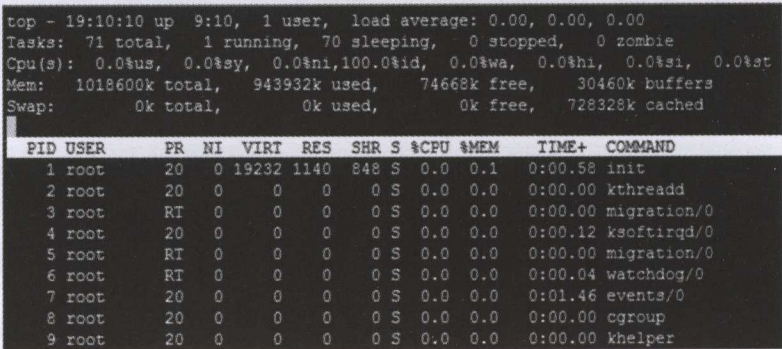 top - 19:10:10 up  9:10,  1 user,  load average: 0.00, 0.00, 0.00
Tasks:  71 total,   1 running,  70 sleeping,   0 stopped,   0 zombie
Cpu(s):  0.0%us,  0.0%sy,  0.0%ni,100.0%id,  0.0%wa,  0.0%hi,  0.0%si,  0.0%st
Mem:   1018600k total,   943932k used,    74668k free,    30460k buffers
Swap:        0k total,        0k used,        0k free,   728328k cached
PID USER      PR  NI  VIRT  RES  SHR S %CPU %MEM    TIME+  COMMAND
1 root      20   0 19232 1140  848 S  0.0  0.1   0:00.58 init
2 root      20   0     0    0    0 S  0.0  0.0   0:00.00 kthreadd
3 root      RT   0     0    0    0 S  0.0  0.0   0:00.00 migration/0
4 root      20   0     0    0    0 S  0.0  0.0   0:00.12 ksoftirqd/0
5 root      RT   0     0    0    0 S  0.0  0.0   0:00.00 migration/0
6 root      RT   0     0    0    0 S  0.0  0.0   0:00.04 watchdog/0
7 root      20   0     0    0    0 S  0.0  0.0   0:01.46 events/0
8 root      20   0     0    0    0 S  0.0  0.0   0:00.00 cgroup
9 root      20   0     0    0    0 S  0.0  0.0   0:00.00 khelper